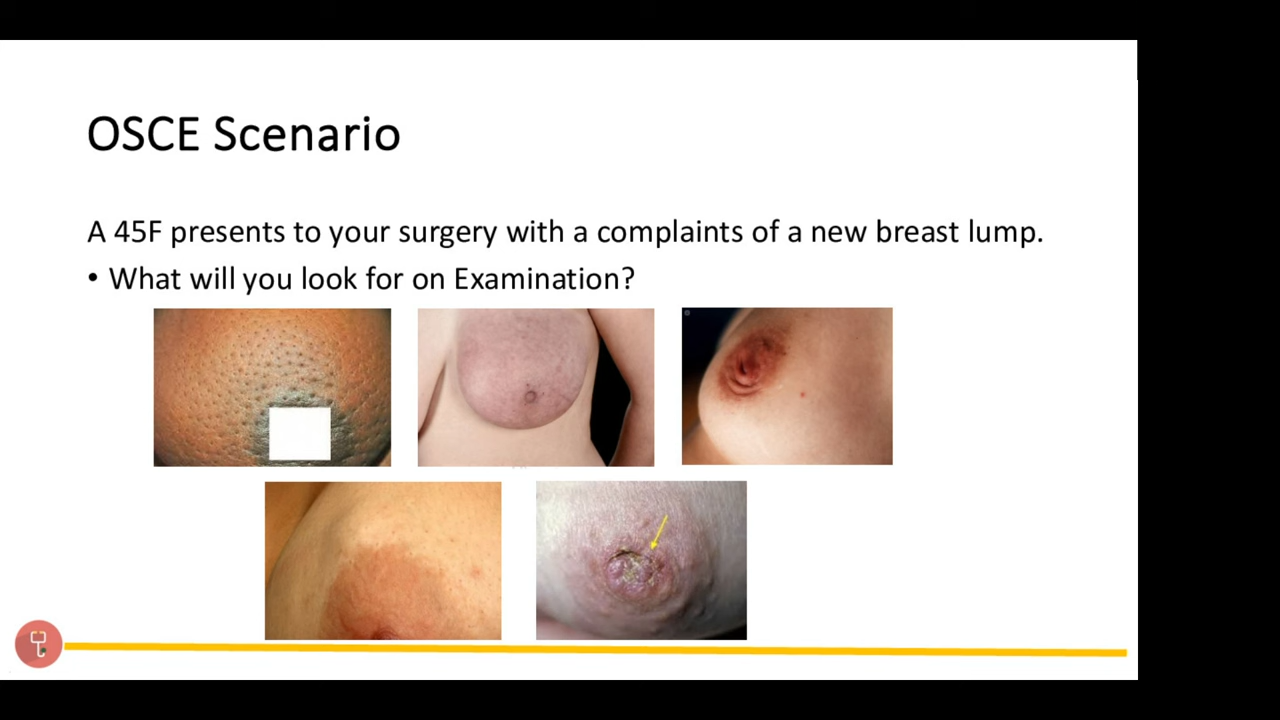 OSCE Scenario
A 45F presents to your surgery with a complaints of a new breast lump.
• What will you look for on Examination?